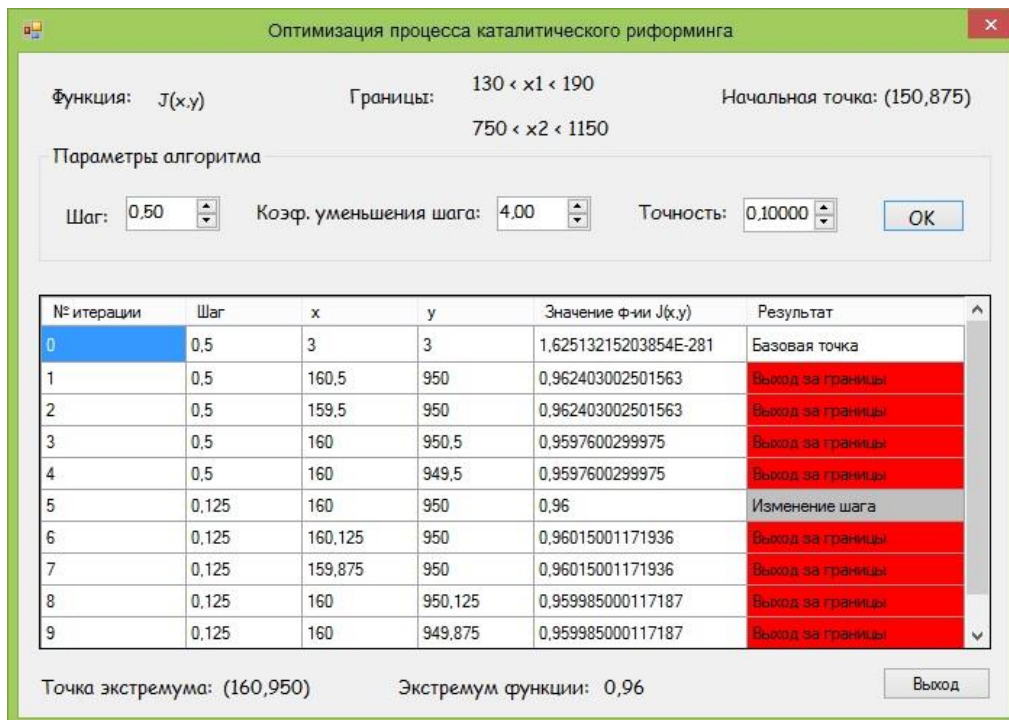 Оптимизация процесса каталитического риформинга
Функция: J(x,y) Границы: 130 < x1 < 190 Начальная точка: (150,875)
750 < x2 < 1150
Параметры алгоритма
Шаг: 0,50 Коэф. уменьшения шага: 4,00 Точность: 0,10000 OK
№ итерации Шаг x y Значение ф-ии J(x,y) Результат
0 0,5 3 3 1,62513215203854E-281 Базовая точка
1 0,5 160,5 950 0,962403002501563 Выход за границы
2 0,5 159,5 950 0,962403002501563 Выход за границы
3 0,5 160 950,5 0,9597600299975 Выход за границы
4 0,5 160 949,5 0,9597600299975 Выход за границы
5 0,125 160 950 0,96 Изменение шага
6 0,125 160,125 950 0,96015001171936 Выход за границы
7 0,125 159,875 950 0,96015001171936 Выход за границы
8 0,125 160 950,125 0,959985000117187 Выход за границы
9 0,125 160 949,875 0,959985000117187 Выход за границы
Точка экстремума: (160,950) Экстремум функции: 0,96 Выход